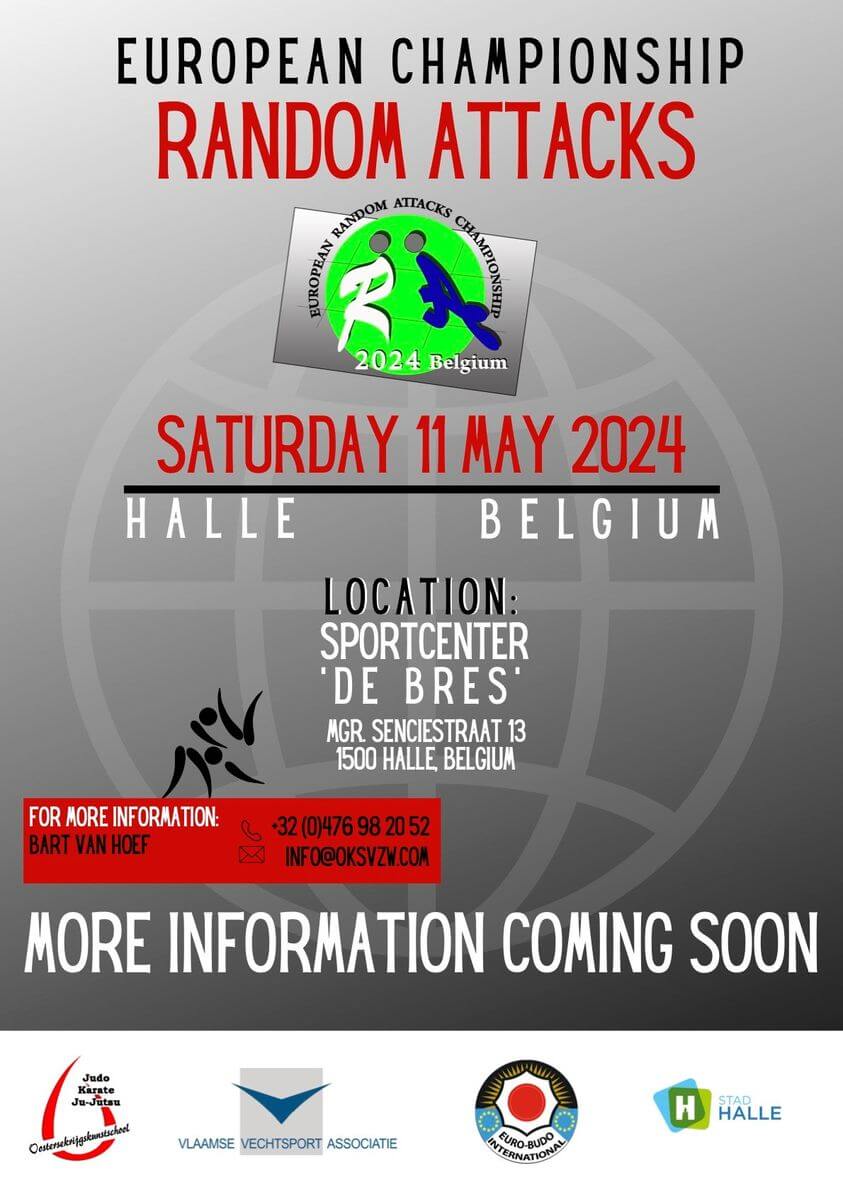 EUROPEAN CHAMPIONSHIP
RANDOM ATTACKS
EUROPEAN RANDOM ATTACKS CHAMPIONSHIP
RA
2024 Belgium
SATURDAY 11 MAY 2024
HALLE BELGIUM
LOCATION:
SPORTCENTER
'DE BRES'
MGR. SENCIESTRAAT 13
1500 HALLE, BELGIUM
FOR MORE INFORMATION:
BART VAN HOEF
+32 (0)476 98 20 52
INFO@OKSVZW.COM
MORE INFORMATION COMING SOON
Judo
Karate
Ju-Jutsu
Oostersekrijgskunstschool
VLAAMSE VECHTSPORT ASSOCIATIE
EURO-BUDO
INTERNATIONAL
H
STAD
HALLE